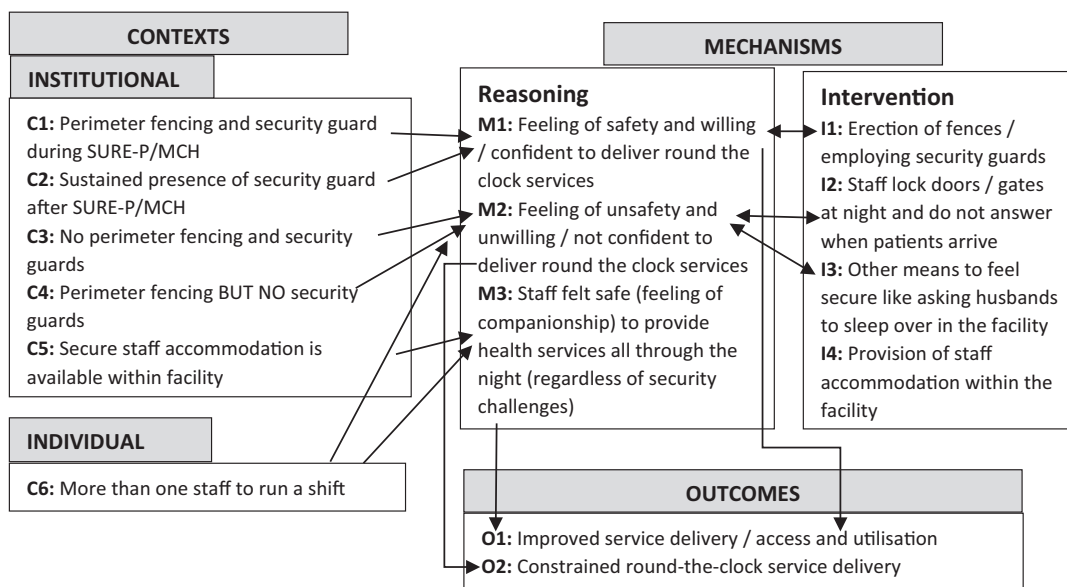 CONTEXTS
INSTITUTIONAL
C1: Perimeter fencing and security guard
during SURE-P/MCH
C2: Sustained presence of security guard
after SURE-P/MCH
C3: No perimeter fencing and security
guards
C4: Perimeter fencing BUT NO security
guards
C5: Secure staff accommodation is
available within facility
INDIVIDUAL
C6: More than one staff to run a shift
MECHANISMS
Reasoning
M1: Feeling of safety and willing
/ confident to deliver round the
clock services
M2: Feeling of unsafety and
unwilling / not confident to
deliver round the clock services
M3: Staff felt safe (feeling of
companionship) to provide
health services all through the
night (regardless of security
challenges)
Intervention
I1: Erection of fences /
employing security guards
I2: Staff lock doors / gates
at night and do not answer
when patients arrive
I3: Other means to feel
secure like asking husbands
to sleep over in the facility
I4: Provision of staff
accommodation within the
facility
OUTCOMES
O1: Improved service delivery / access and utilisation
O2: Constrained round-the-clock service delivery